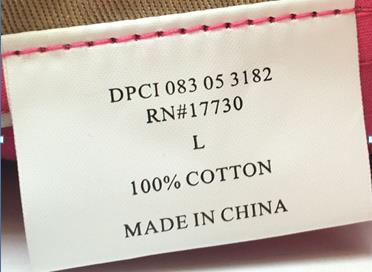 DPCI 083 05 3182
RN#17730
L
100% COTTON
MADE IN CHINA